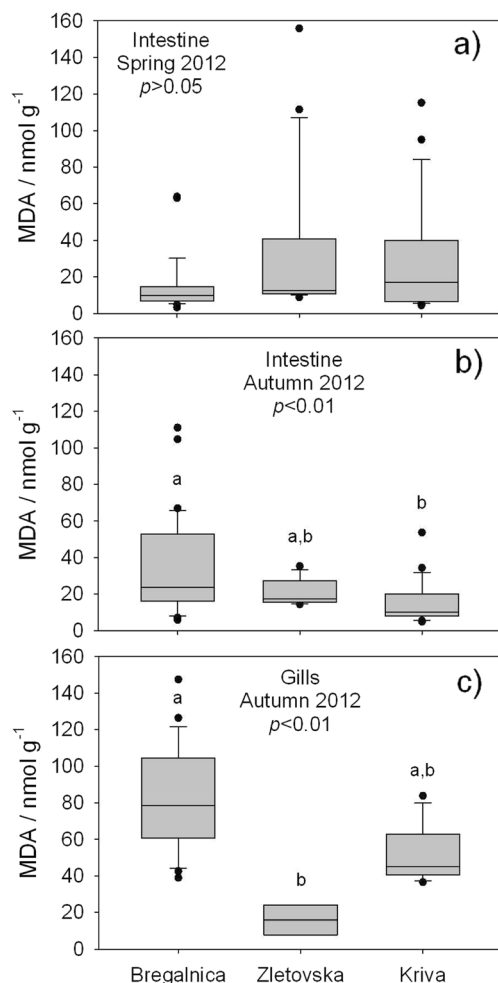 a)
Intestine
Spring 2012
p>0.05
MDA / nmol g⁻¹
160
140
120
100
80
60
40
20
0
b)
Intestine
Autumn 2012
p<0.01
MDA / nmol g⁻¹
160
140
120
100
80
60
40
20
0
a
a,b
b
c)
Gills
Autumn 2012
p<0.01
MDA / nmol g⁻¹
160
140
120
100
80
60
40
20
0
a
b
a,b
Bregalnica Zletovska Kriva